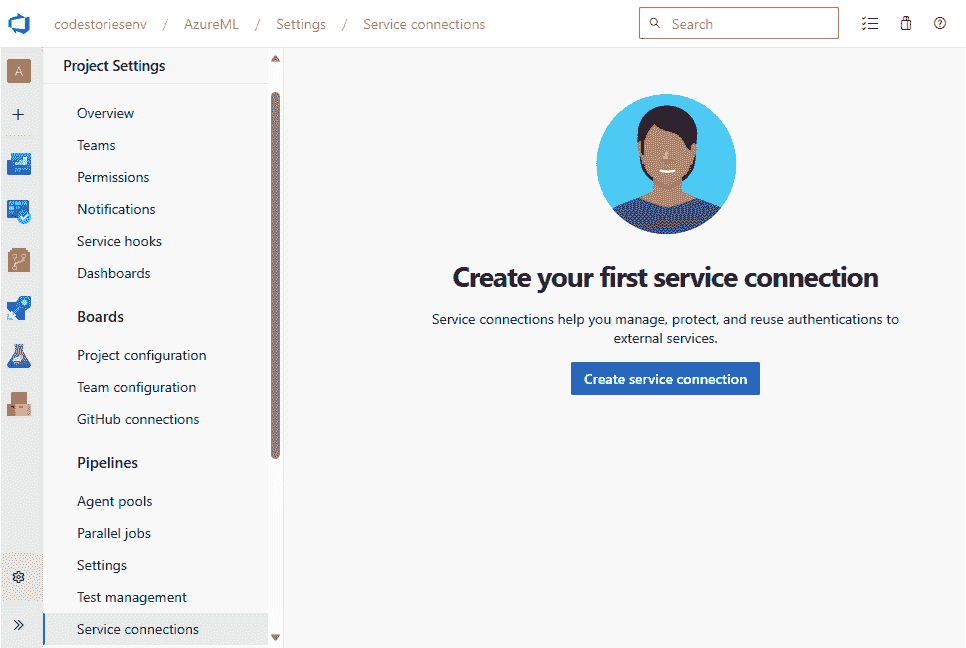 codestoriesenv / AzureML / Settings / Service connections
Search
A
Project Settings
Overview
Teams
Permissions
Notifications
Service hooks
Dashboards
Boards
Project configuration
Team configuration
GitHub connections
Pipelines
Agent pools
Parallel jobs
Settings
Test management
Service connections
Create your first service connection
Service connections help you manage, protect, and reuse authentications to
external services.
Create service connection